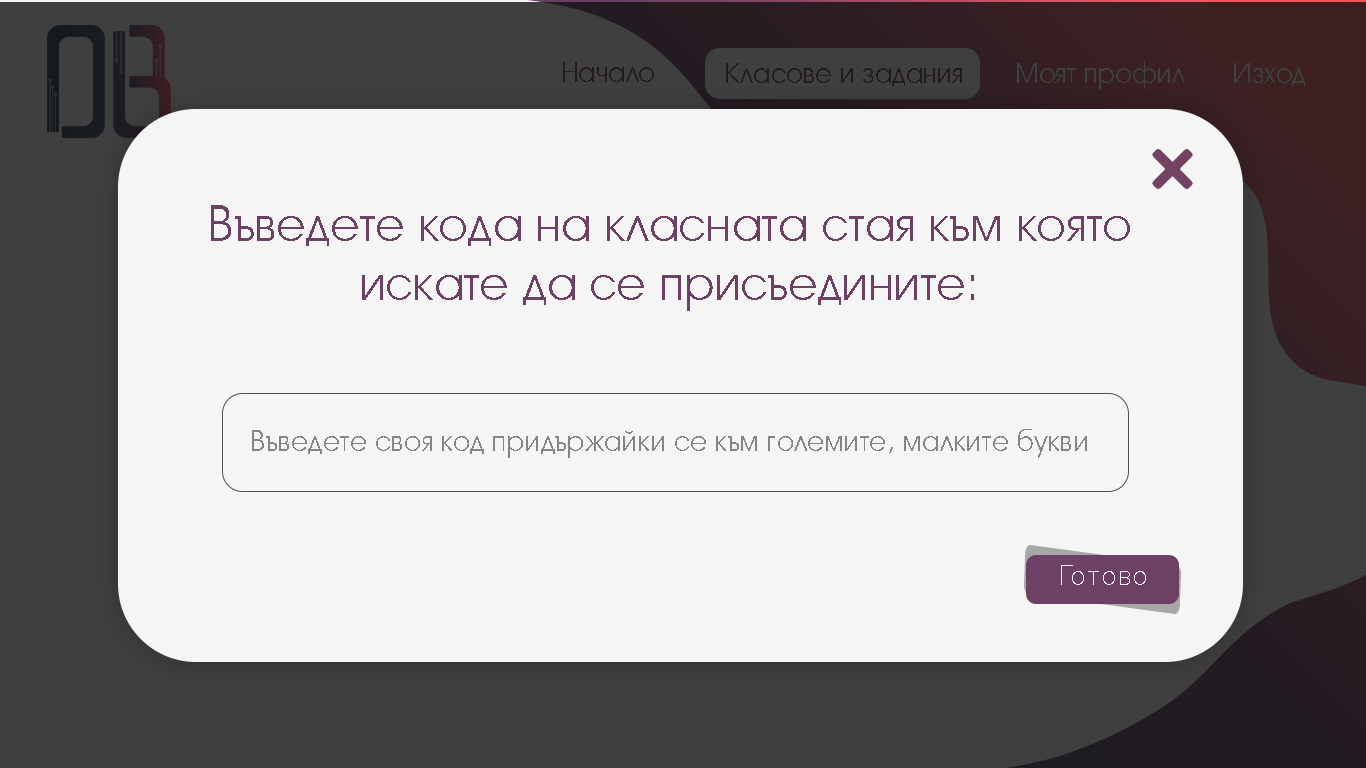 DB
Начало Класове и задания Моят профил Изход
Въведете кода на класната стая към която
искате да се присъедините:
Въведете своя код придържайки се към големите, малките букви
Готово